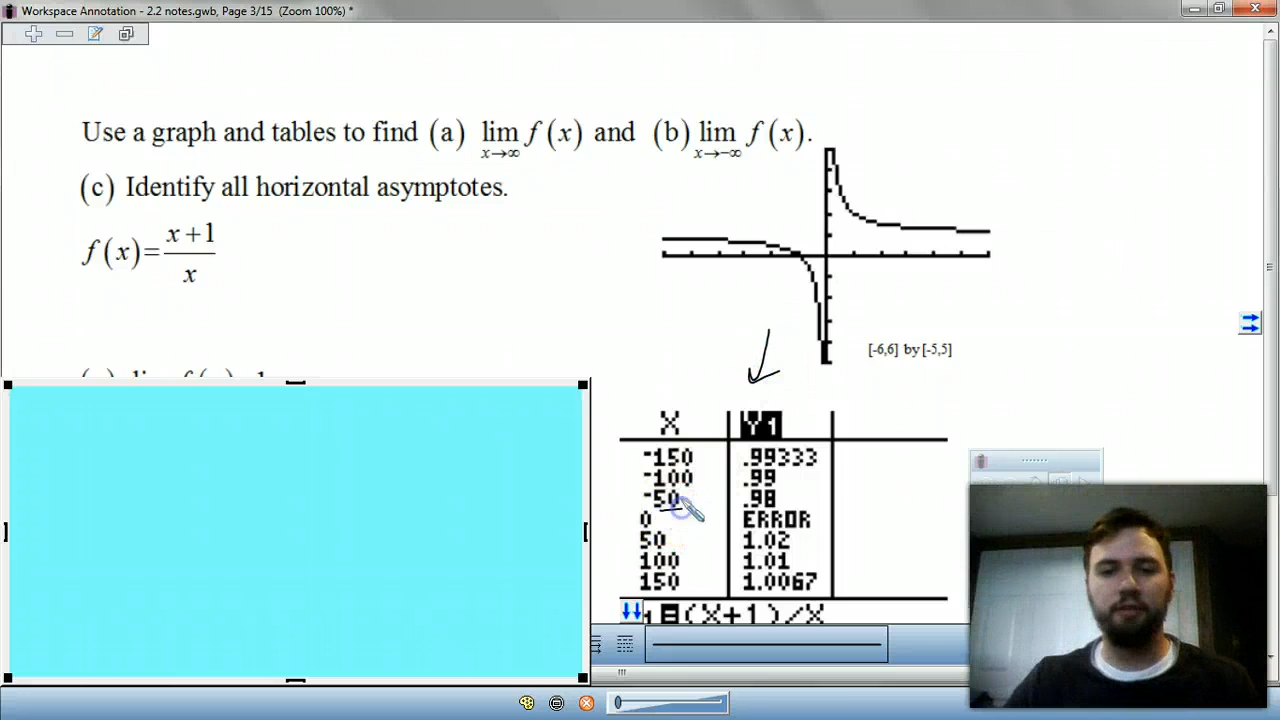 Workspace Annotation - 2.2 notes.gwb, Page 3/15 (Zoom 100%) *
Use a graph and tables to find (a) lim x→∞ f(x) and (b) lim x→-∞ f(x).
(c) Identify all horizontal asymptotes.
f(x)= x+1 / x
[-6,6] by [-5,5]
X Y1
-150 .99333
-100 .99
-50 .98
0 ERROR
50 1.02
100 1.01
150 1.0067
=(X+1)/X